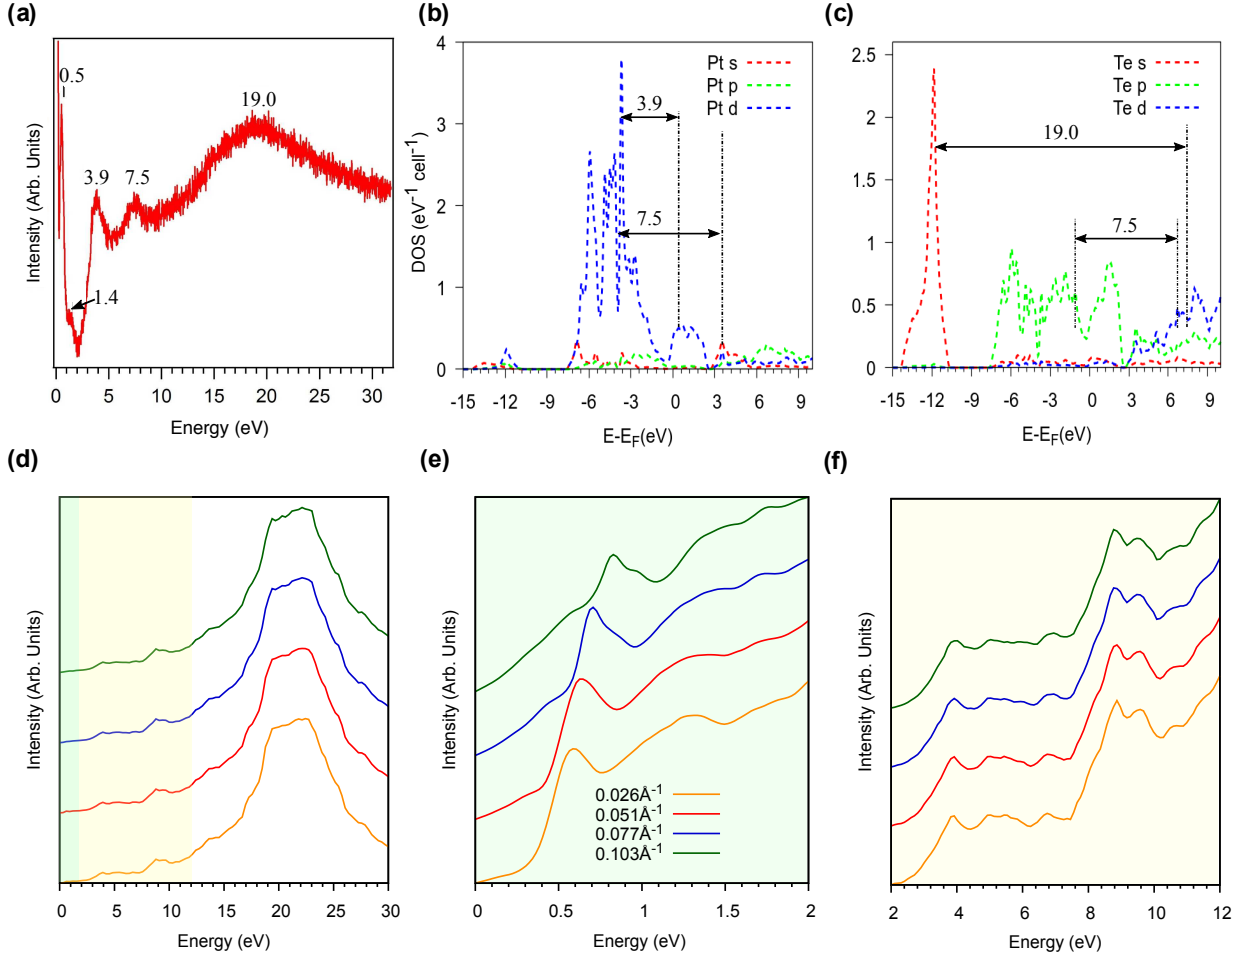 (a)
Intensity (Arb. Units)
0.5
1.4
3.9
7.5
19.0
0 5 10 15 20 25 30
Energy (eV)
(b)
DOS (eV⁻¹ cell⁻¹)
4
3
2
1
0
Pt s
Pt p
Pt d
3.9
7.5
-15 -12 -9 -6 -3 0 3 6 9
E-E_F(eV)
(c)
2.5
2
1.5
1
0.5
0
Te s
Te p
Te d
19.0
7.5
-15 -12 -9 -6 -3 0 3 6 9
E-E_F(eV)
(d)
Intensity (Arb. Units)
0 5 10 15 20 25 30
Energy (eV)
(e)
Intensity (Arb. Units)
0.026Å⁻¹
0.051Å⁻¹
0.077Å⁻¹
0.103Å⁻¹
0 0.5 1 1.5 2
Energy (eV)
(f)
Intensity (Arb. Units)
2 4 6 8 10 12
Energy (eV)